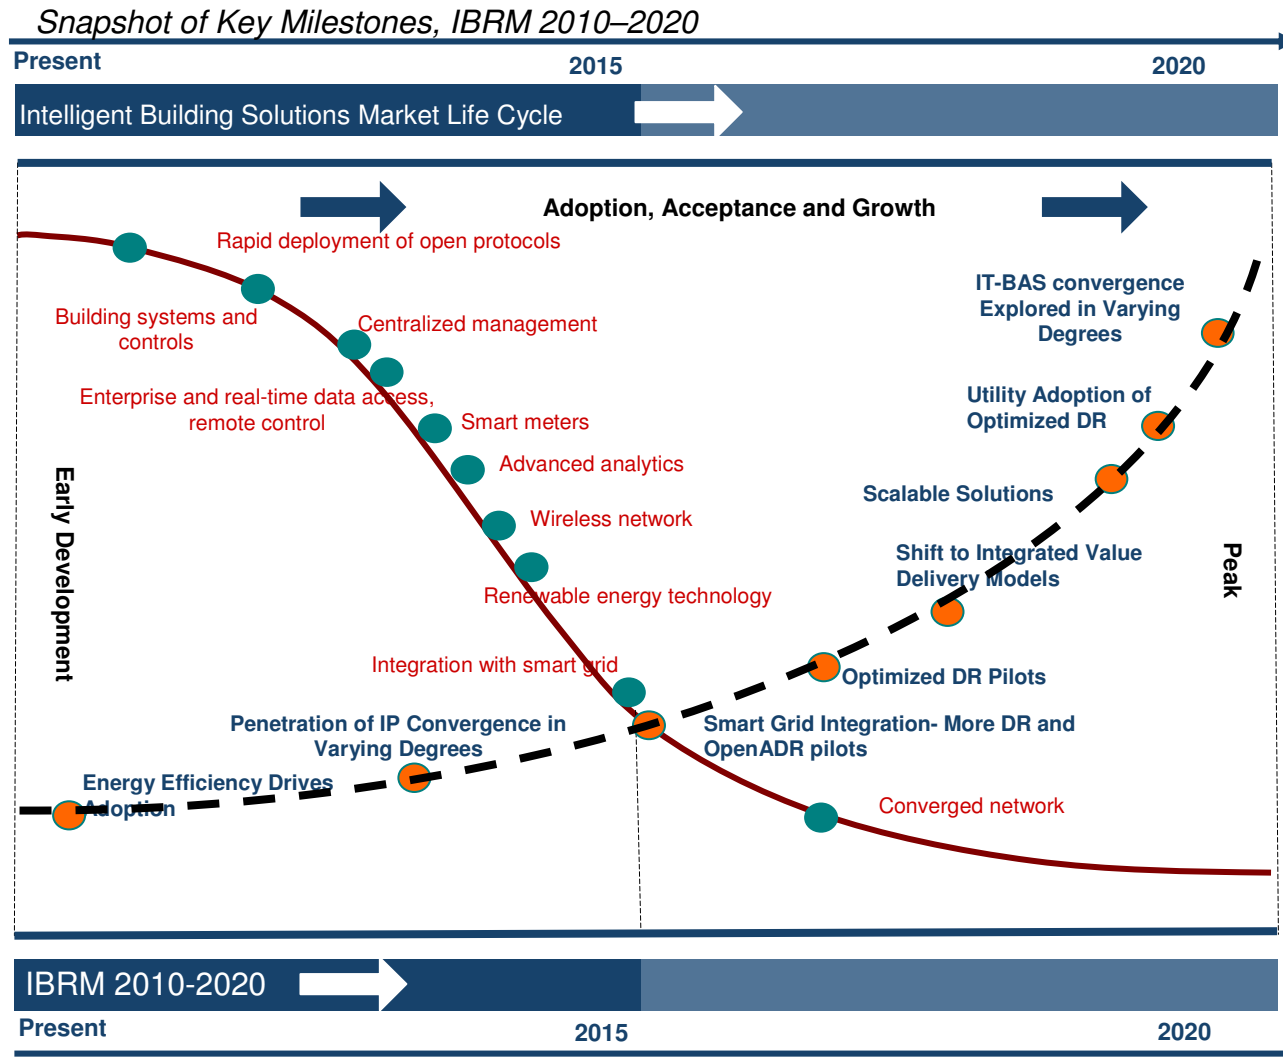 Snapshot of Key Milestones, IBRM 2010–2020
Present
2015
2020
Intelligent Building Solutions Market Life Cycle
Adoption, Acceptance and Growth
Rapid deployment of open protocols
Building systems and
controls
Centralized management
Enterprise and real-time data access,
remote control
Smart meters
Advanced analytics
Wireless network
Renewable energy technology
Integration with smart grid
IT-BAS convergence
Explored in Varying
Degrees
Utility Adoption of
Optimized DR
Scalable Solutions
Shift to Integrated Value
Delivery Models
Early Development
Peak
Optimized DR Pilots
Penetration of IP Convergence in
Varying Degrees
Smart Grid Integration- More DR and
OpenADR pilots
Energy Efficiency Drives
Adoption
Converged network
IBRM 2010-2020
Present
2015
2020